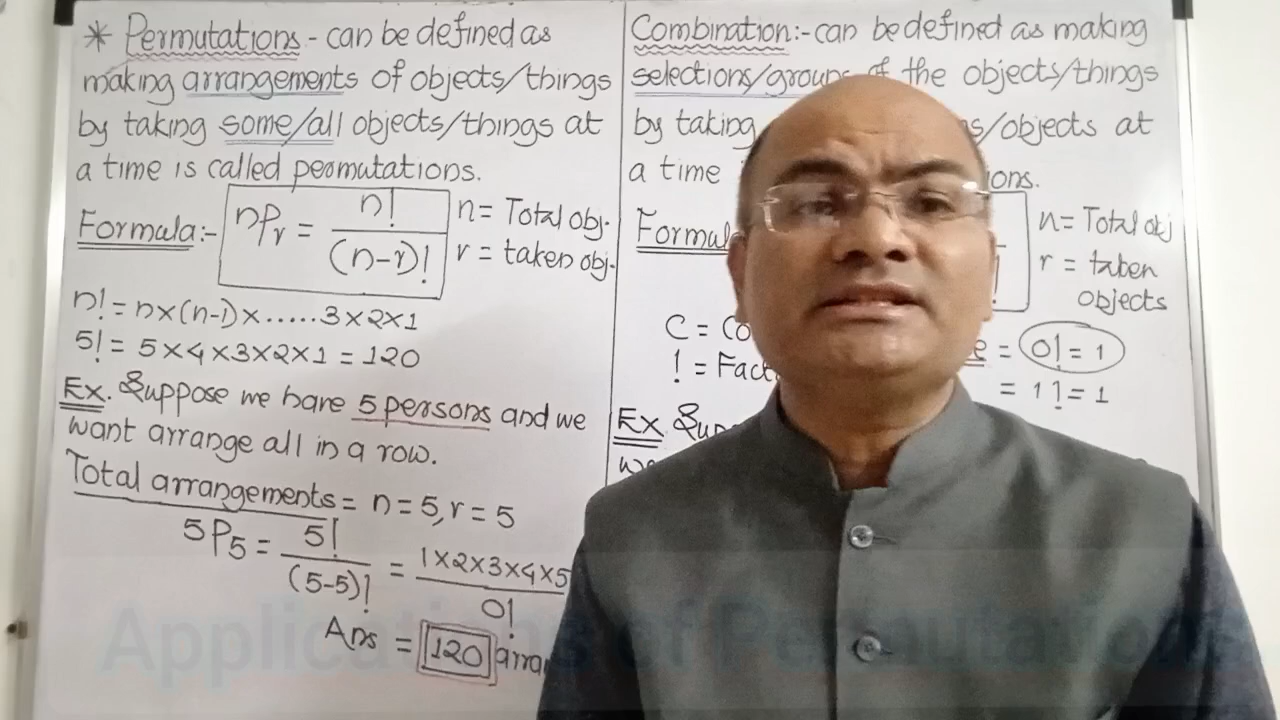 * Permutations - can be defined as
making arrangements of objects/things
by taking some/all objects/things at
a time is called permutations.
Formula:- nPr = n! / (n-r)! n = Total obj.
r = taken obj.
n! = n×(n-1)×......3×2×1
5! = 5×4×3×2×1 = 120
Ex. Suppose we have 5 persons and we
want arrange all in a row.
Total arrangements = n=5, r=5
5P5 = 5! / (5-5)! = 1×2×3×4×5 / 0!
Ans = 120
Combination:- can be defined as making
selections/groups of the objects/things
by taking s/objects at
a time ons.
Formul n = Total obj
r = taken
objects
C = Co
! = Fact
= 0! = 1
= 1! = 1
Ex
Applications of Permutations